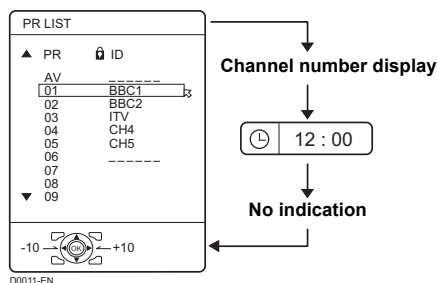 PR LIST
PR ID
AV _ _ _ _ _ _
01 BBC1
02 BBC2
03 ITV
04 CH4
05 CH5
06 _ _ _ _ _ _
07
08
09
-10 OK +10
D0011-EN
Channel number display
12 : 00
No indication